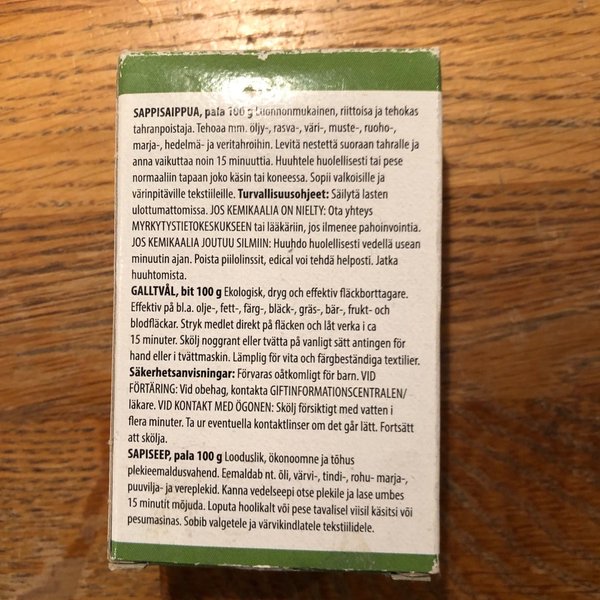 SAPPISAIPPUA, pala 100 g Luonnonmukainen, riittoisa ja tehokas
tahranpoistaja. Tehoaa mm. öljy-, rasva-, väri-, muste-, ruoho-,
marja-, hedelmä- ja veritahroihin. Levitä nestettä suoraan tahralle ja
anna vaikuttaa noin 15 minuuttia. Huuhtele huolellisesti tai pese
normaaliin tapaan joko käsin tai koneessa. Sopii valkoisille ja
värinpitäville tekstiileille. Turvallisuusohjeet: Säilytä lasten
ulottumattomissa. JOS KEMIKAALIA ON NIELTY: Ota yhteys
MYRKYTYSTIETOKESKUKSEEN tai lääkäriin, jos ilmenee pahoinvointia.
JOS KEMIKAALIA JOUTUU SILMIIN: Huuhdo huolellisesti vedellä usean
minuutin ajan. Poista piilolinssit, edical voi tehdä helposti. Jatka
huuhtomista.
GALLTVÅL, bit 100 g Ekologisk, dryg och effektiv fläckborttagare.
Effektiv på bl.a. olje-, fett-, färg-, bläck-, gräs-, bär-, frukt- och
blodfläckar. Stryk medlet direkt på fläcken och låt verka i ca
15 minuter. Skölj noggrant eller tvätta på vanligt sätt antingen för
hand eller i tvättmaskin. Lämplig för vita och färgbeständiga textilier.
Säkerhetsanvisningar: Förvaras oåtkomligt för barn. VID
FÖRTÄRING: Vid obehag, kontakta GIFTINFORMATIONSCENTRALEN/
läkare. VID KONTAKT MED ÖGONEN: Skölj försiktigt med vatten i
flera minuter. Ta ur eventuella kontaktlinser om det går lätt. Fortsätt
att skölja.
SAPISEEP, pala 100 g Looduslik, ökonoomne ja tõhus
plekieemaldusvahend. Eemaldab nt. õli, värvi-, tindi-, rohu- marja-,
puuvilja- ja vereplekid. Kanna vedelseepi otse plekile ja lase umbes
15 minutit mõjuda. Loputa hoolikalt või pese tavalisel viisil käsitsi või
pesumasinas. Sobib valgetele ja värvikindlatele tekstiilidele.